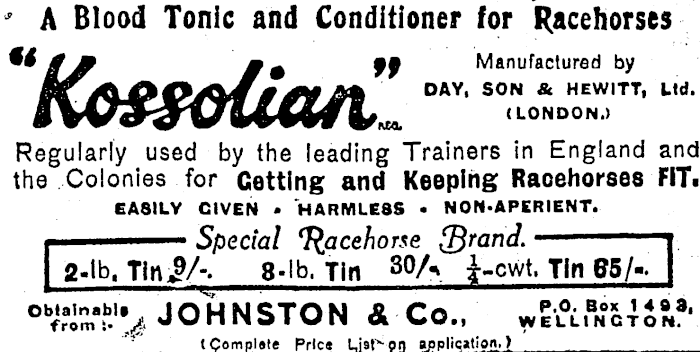 A Blood Tonic and Conditioner for Racehorses
"Kossolian" REG.
Manufactured by
DAY, SON & HEWITT, Ltd.
(LONDON.)
Regularly used by the leading Trainers in England and
the Colonies for Getting and Keeping Racehorses FIT.
EASILY GIVEN • HARMLESS • NON-APERIENT.
Special Racehorse Brand.
2-lb. Tin 9/-. 8-lb. Tin 30/-. ¼-cwt. Tin 65/-.
Obtainable
from :-
JOHNSTON & Co.,
P.O. Box 1493,
WELLINGTON.
(Complete Price List on application.)